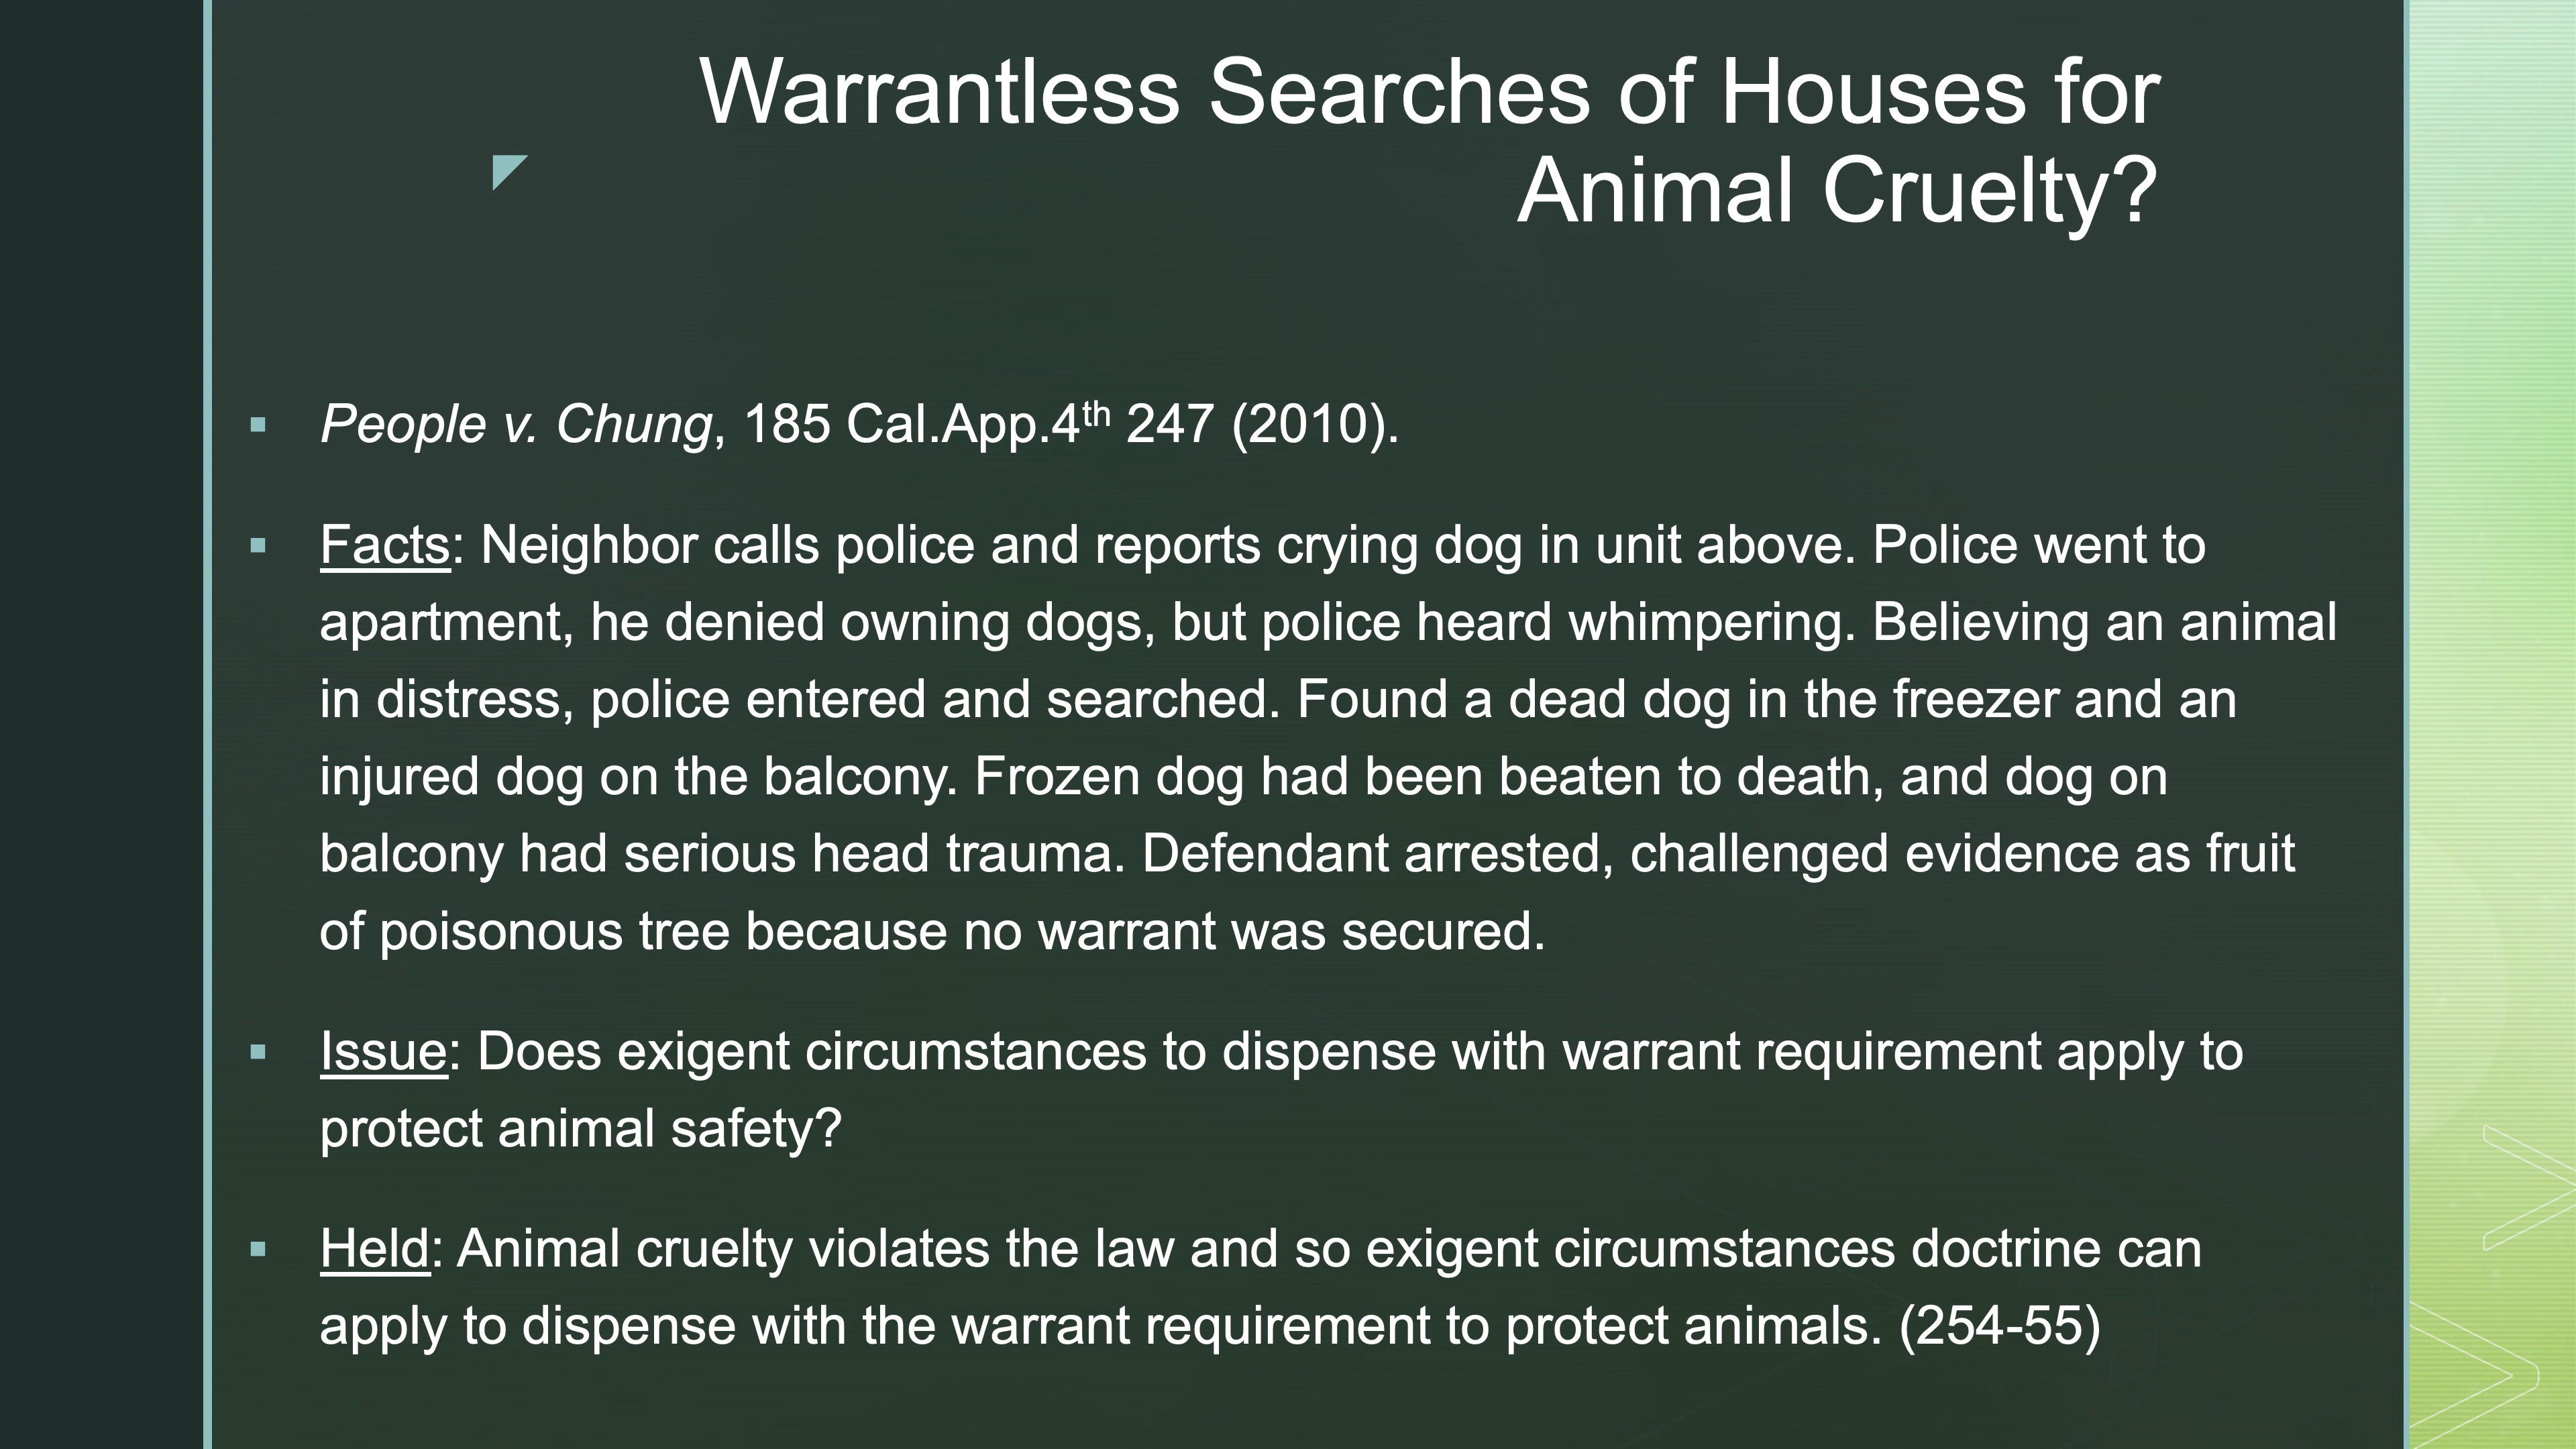 Warrantless Searches of Houses for
Animal Cruelty?
▪ People v. Chung, 185 Cal.App.4th 247 (2010).
▪ Facts: Neighbor calls police and reports crying dog in unit above. Police went to
apartment, he denied owning dogs, but police heard whimpering. Believing an animal
in distress, police entered and searched. Found a dead dog in the freezer and an
injured dog on the balcony. Frozen dog had been beaten to death, and dog on
balcony had serious head trauma. Defendant arrested, challenged evidence as fruit
of poisonous tree because no warrant was secured.
▪ Issue: Does exigent circumstances to dispense with warrant requirement apply to
protect animal safety?
▪ Held: Animal cruelty violates the law and so exigent circumstances doctrine can
apply to dispense with the warrant requirement to protect animals. (254-55)